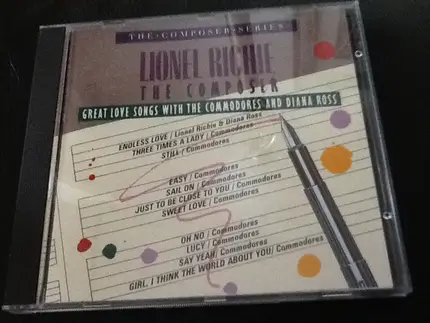 THE·COMPOSER·SERIES
LIONEL RICHIE
THE COMPOSER
GREAT LOVE SONGS WITH THE COMMODORES AND DIANA ROSS
ENDLESS LOVE / Lionel Richie & Diana Ross
THREE TIMES A LADY / Commodores
STILL / Commodores
EASY / Commodores
SAIL ON / Commodores
JUST TO BE CLOSE TO YOU / Commodores
SWEET LOVE / Commodores
OH NO / Commodores
LUCY / Commodores
SAY YEAH / Commodores
GIRL, I THINK THE WORLD ABOUT YOU / Commodores